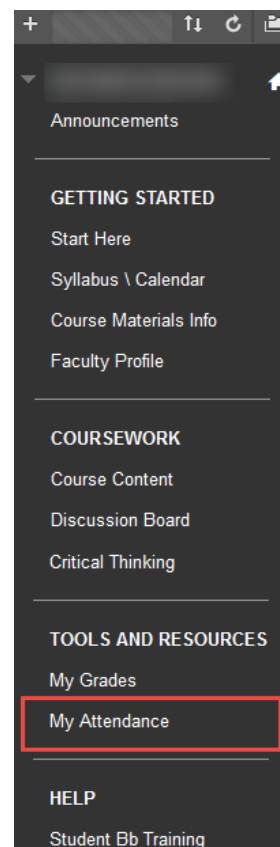 Announcements
GETTING STARTED
Start Here
Syllabus \ Calendar
Course Materials Info
Faculty Profile
COURSEWORK
Course Content
Discussion Board
Critical Thinking
TOOLS AND RESOURCES
My Grades
My Attendance
HELP
Student Bb Training